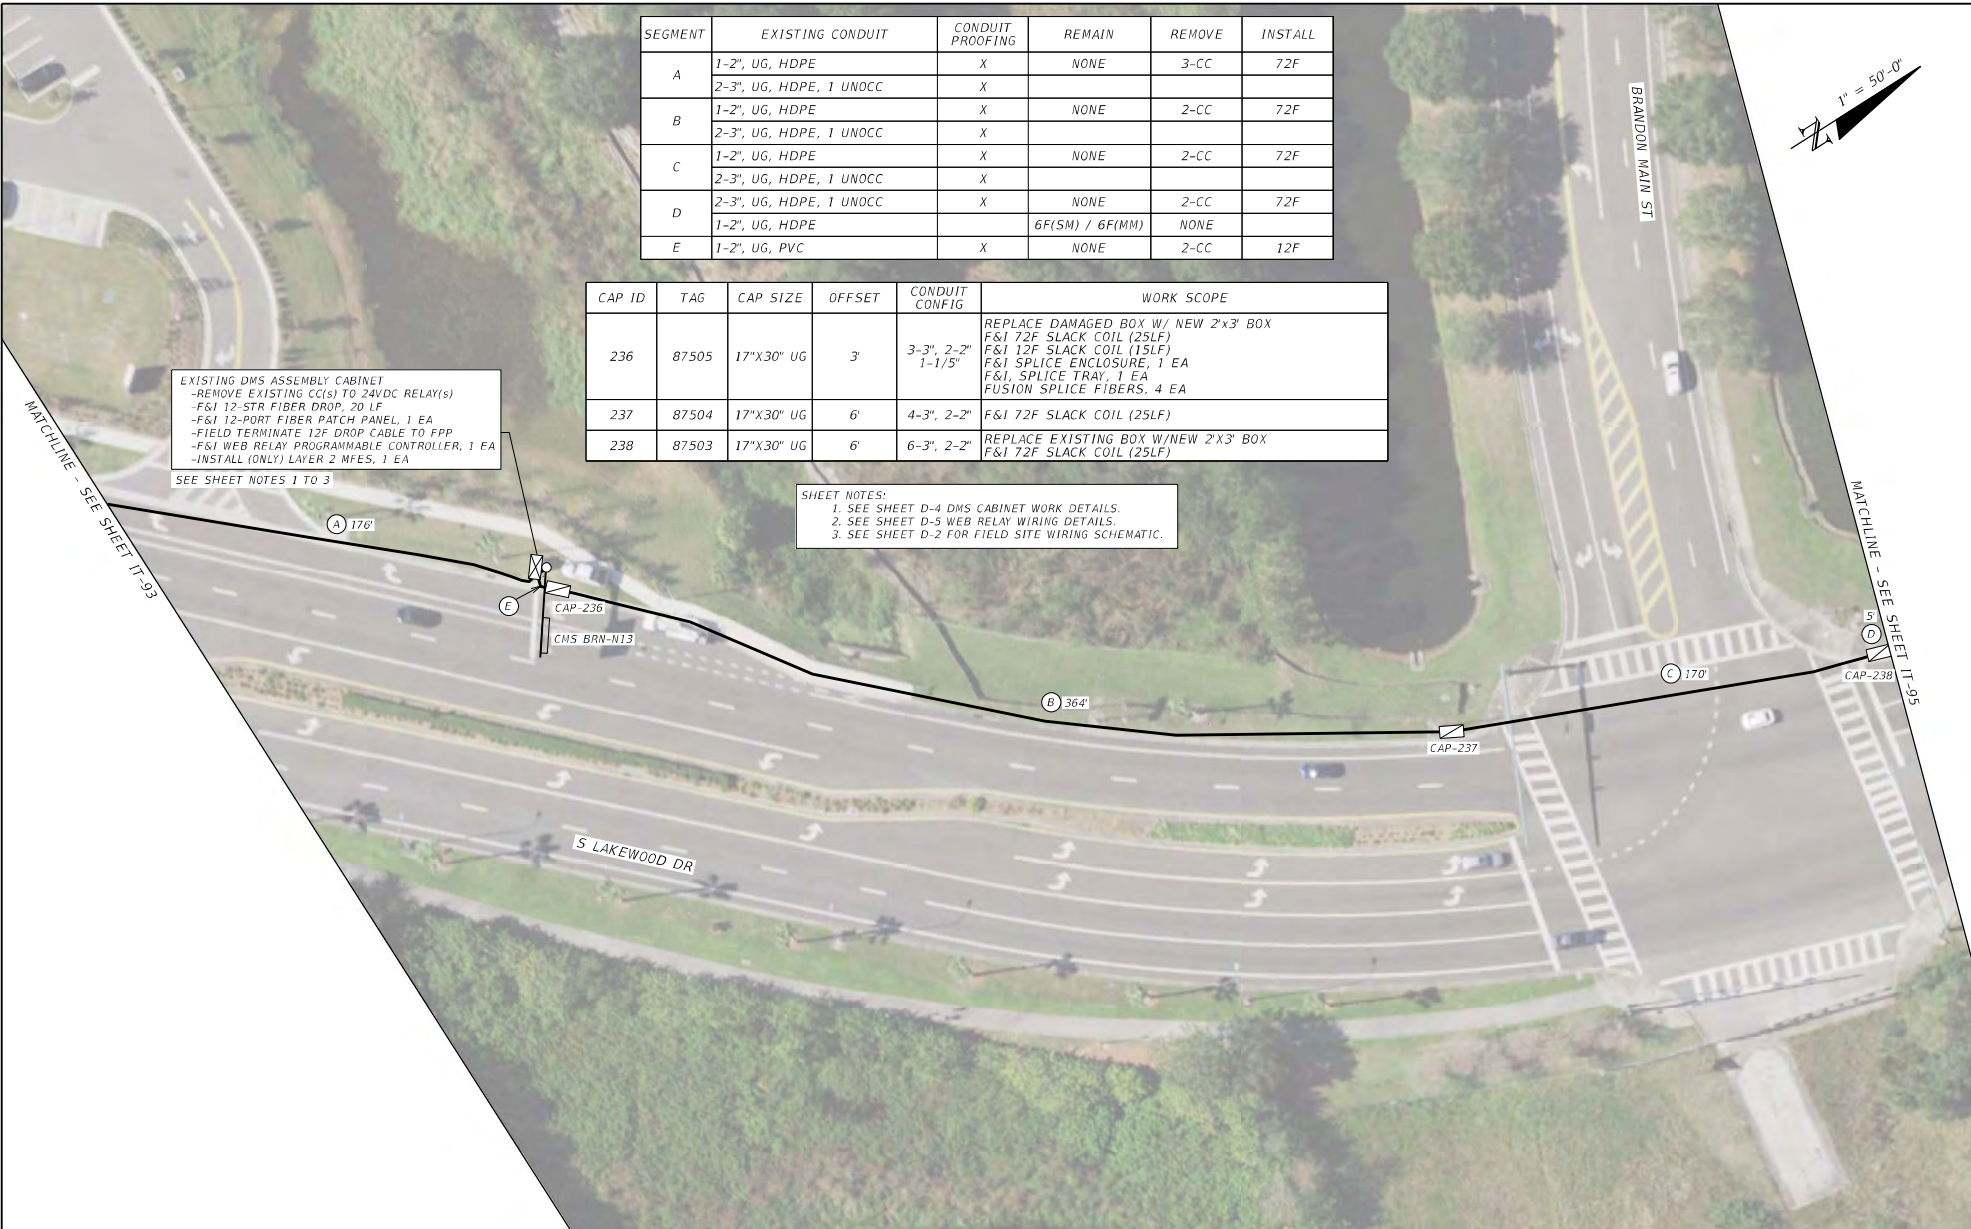 SEGMENT EXISTING CONDUIT CONDUIT PROOFING REMAIN REMOVE INSTALL
A 1-2", UG, HDPE X NONE 3-CC 72F
2-3", UG, HDPE, 1 UNOCC X
B 1-2", UG, HDPE X NONE 2-CC 72F
2-3", UG, HDPE, 1 UNOCC X
C 1-2", UG, HDPE X NONE 2-CC 72F
2-3", UG, HDPE, 1 UNOCC X
D 2-3", UG, HDPE, 1 UNOCC X NONE 2-CC 72F
1-2", UG, HDPE 6F(SM) / 6F(MM) NONE
E 1-2", UG, PVC X NONE 2-CC 12F
1" = 50'-0"
N
BRANDON MAIN ST
CAP ID TAG CAP SIZE OFFSET CONDUIT CONFIG WORK SCOPE
236 87505 17"X30" UG 3' 3-3", 2-2" 1-1/5"
REPLACE DAMAGED BOX W/ NEW 2'x3' BOX
F&I 72F SLACK COIL (25LF)
F&I 12F SLACK COIL (15LF)
F&I SPLICE ENCLOSURE, 1 EA
F&I, SPLICE TRAY, 1 EA
FUSION SPLICE FIBERS, 4 EA
237 87504 17"X30" UG 6' 4-3", 2-2" F&I 72F SLACK COIL (25LF)
238 87503 17"X30" UG 6' 6-3", 2-2" REPLACE EXISTING BOX W/NEW 2'X3' BOX
F&I 72F SLACK COIL (25LF)
EXISTING DMS ASSEMBLY CABINET
-REMOVE EXISTING CC(s) TO 24VDC RELAY(s)
-F&I 12-STR FIBER DROP, 20 LF
-F&I 12-PORT FIBER PATCH PANEL, 1 EA
-FIELD TERMINATE 12F DROP CABLE TO FPP
-F&I WEB RELAY PROGRAMMABLE CONTROLLER, 1 EA
-INSTALL (ONLY) LAYER 2 MFES, 1 EA
SEE SHEET NOTES 1 TO 3
SHEET NOTES:
1. SEE SHEET D-4 DMS CABINET WORK DETAILS.
2. SEE SHEET D-5 WEB RELAY WIRING DETAILS.
3. SEE SHEET D-2 FOR FIELD SITE WIRING SCHEMATIC.
MATCHLINE - SEE SHEET IT-93
A 176'
E
CAP-236
CMS BRN-N13
B 364'
CAP-237
C 170'
5'
D
CAP-238
MATCHLINE - SEE SHEET IT-95
S LAKEWOOD DR